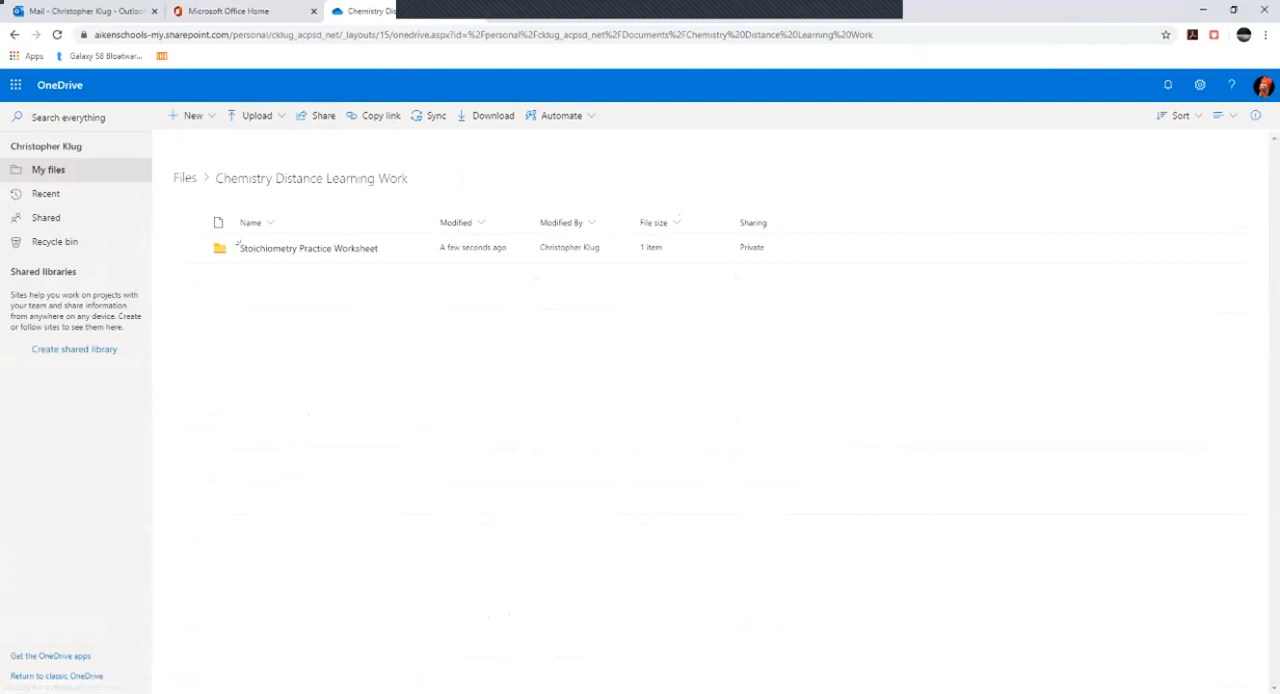 Mail - Christopher Klug - Outloo
Microsoft Office Home
Chemistry Dis
aikenschools-my.sharepoint.com/personal/cklug_acpsd_net/_layouts/15/onedrive.aspx?id=%2Fpersonal%2Fcklug_acpsd_net%2FDocuments%2FChemistry%20Distance%20Learning%20Work
Apps Galaxy S8 Bloatwar...
OneDrive ?
Search everything New Upload Share Copy link Sync Download Automate Sort
Christopher Klug
My files
Recent
Shared
Recycle bin
Shared libraries
Sites help you work on projects with
your team and share information
from anywhere on any device. Create
or follow sites to see them here.
Create shared library
Files > Chemistry Distance Learning Work
Name Modified Modified By File size Sharing
Stoichiometry Practice Worksheet A few seconds ago Christopher Klug 1 item Private
Get the OneDrive apps
Return to classic OneDrive